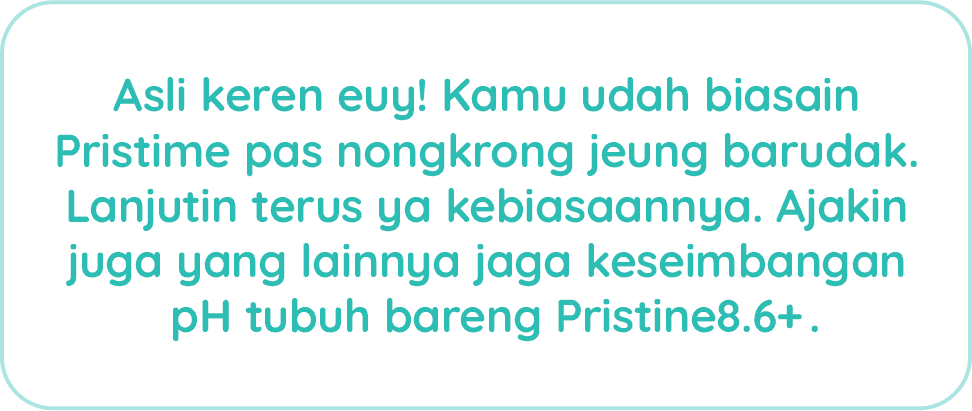 Asli keren euy! Kamu udah biasain
Pristime pas nongkrong jeung barudak.
Lanjutin terus ya kebiasaannya. Ajakin
juga yang lainnya jaga keseimbangan
pH tubuh bareng Pristine8.6+.